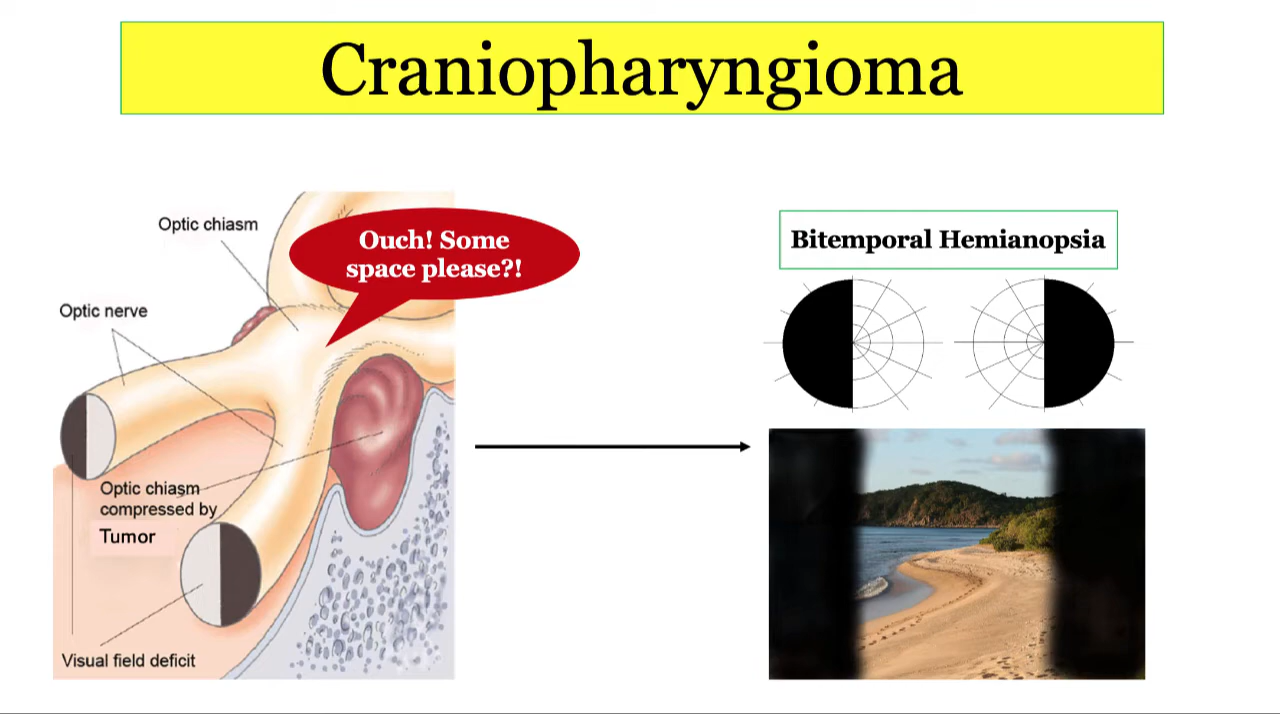 Craniopharyngioma
Optic chiasm
Ouch! Some
space please?!
Optic nerve
Optic chiasm
compressed by
Tumor
Visual field deficit
Bitemporal Hemianopsia